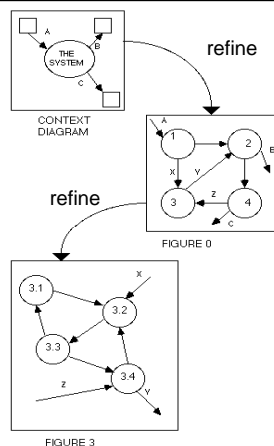 A
B
THE
SYSTEM
C
CONTEXT
DIAGRAM
refine
A
1
2
B
X
Y
3
Z
4
C
FIGURE 0
refine
3.1
X
3.2
3.3
Z
3.4
Y
FIGURE 3